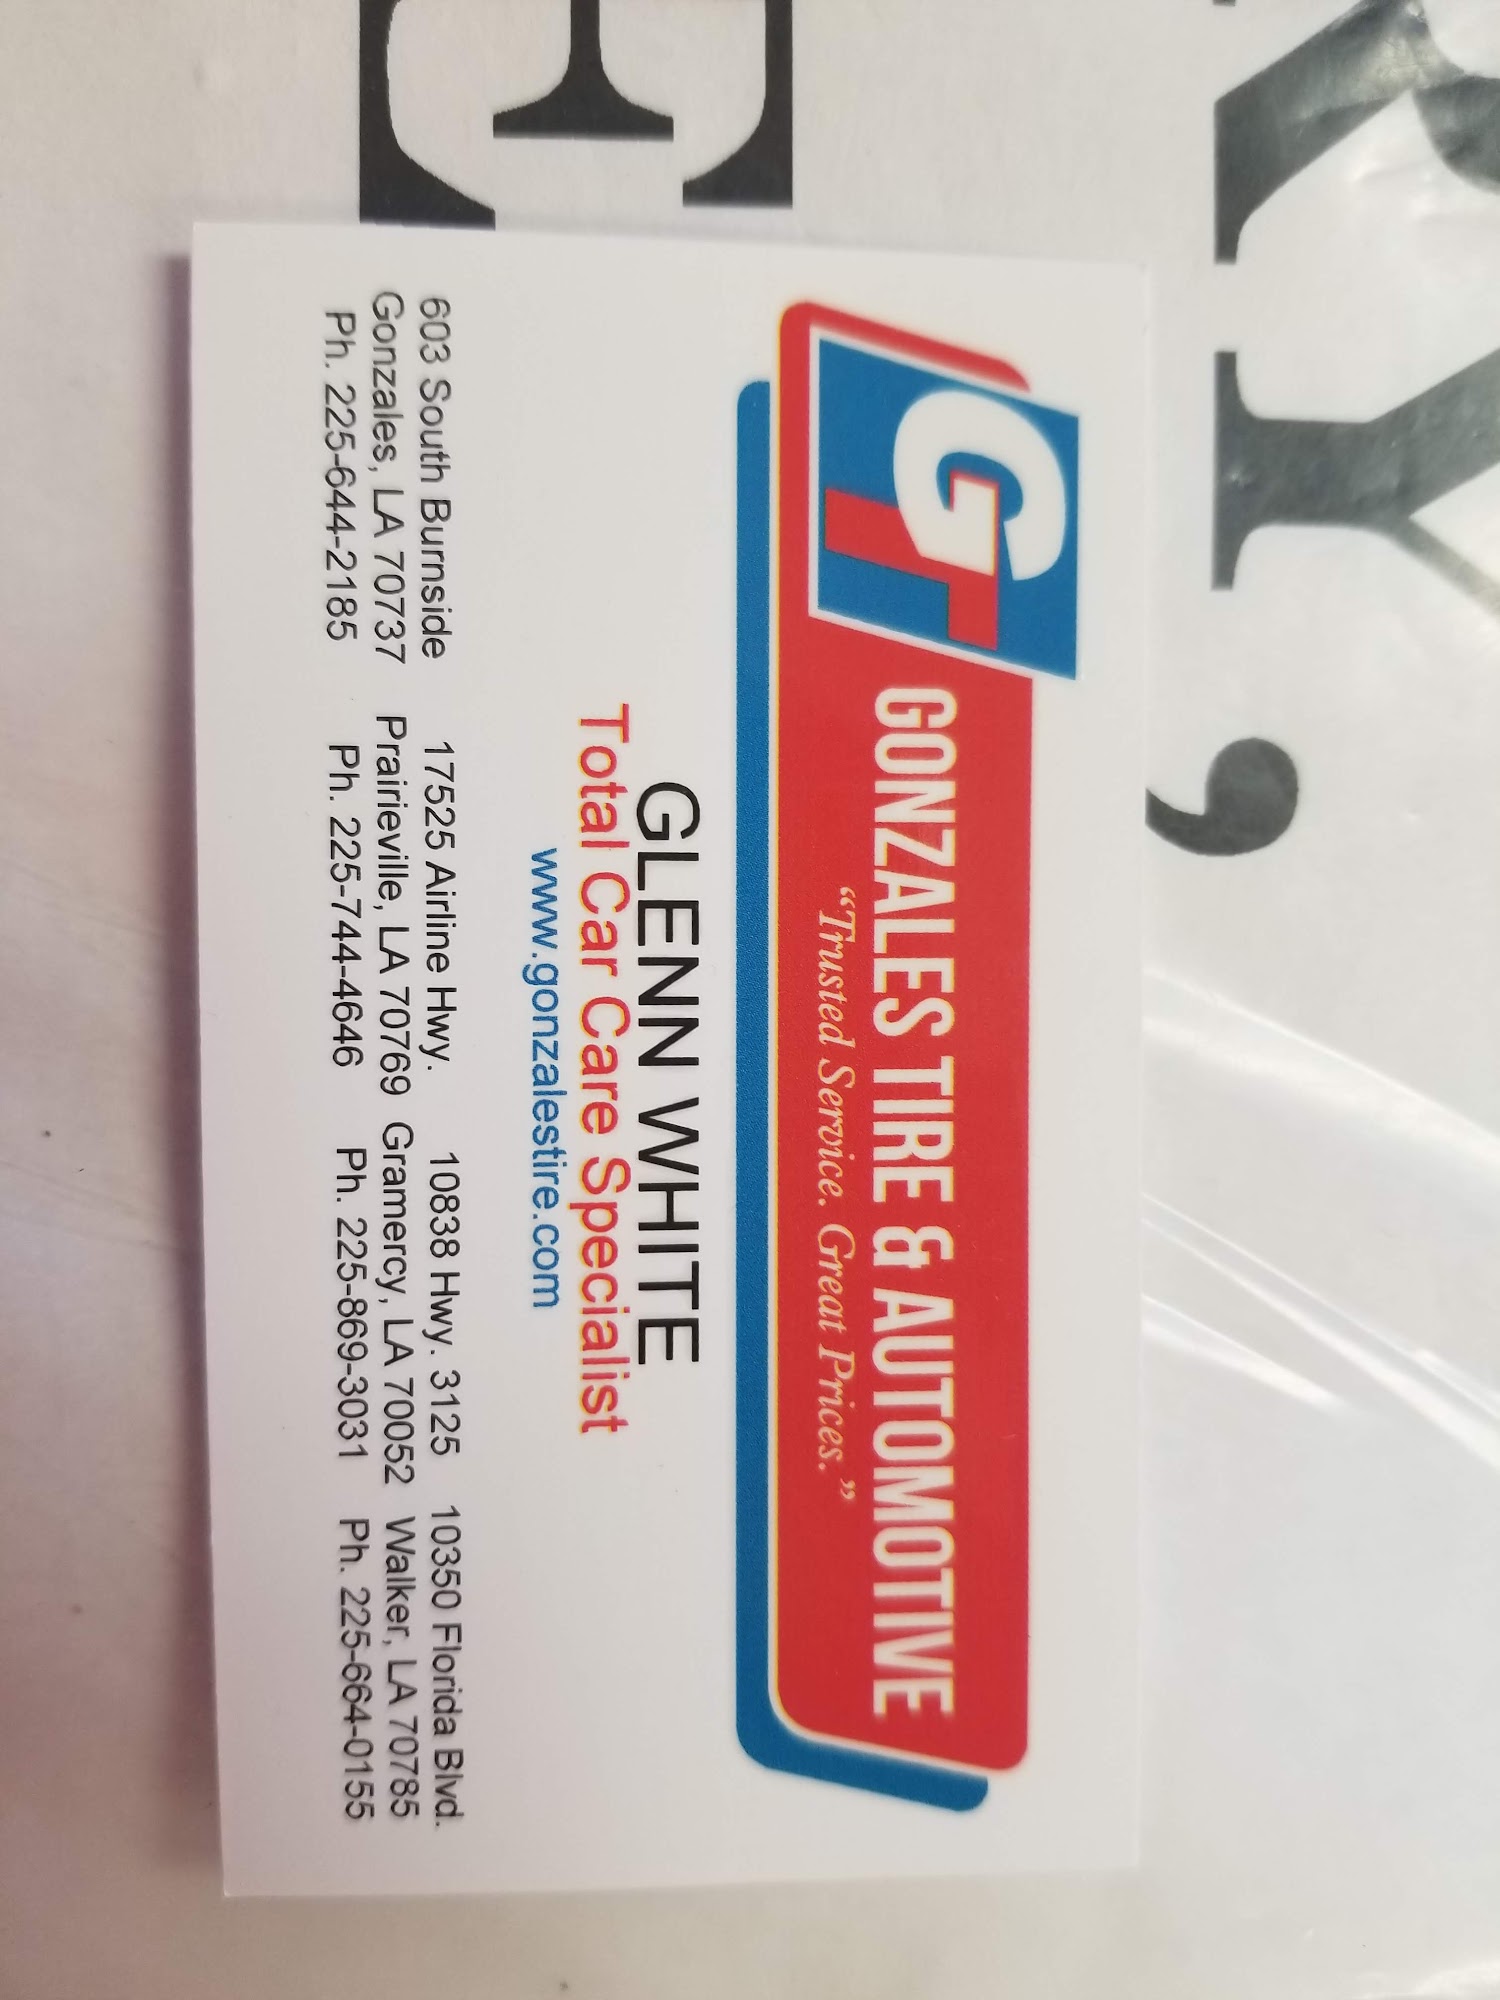 GT
GONZALES TIRE & AUTOMOTIVE
“Trusted Service. Great Prices.”
GLENN WHITE
Total Car Care Specialist
www.gonzalestire.com
603 South Burnside
Gonzales, LA 70737
Ph. 225-644-2185
17525 Airline Hwy.
Prairieville, LA 70769
Ph. 225-744-4646
10838 Hwy. 3125
Gramercy, LA 70052
Ph. 225-869-3031
10350 Florida Blvd.
Walker, LA 70785
Ph. 225-664-0155